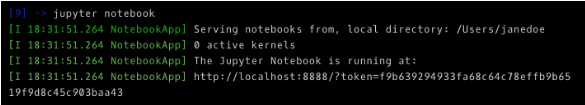 [9] -> jupyter notebook
[I 18:31:51.264 NotebookApp] Serving notebooks from, local directory: /Users/janedoe
[I 18:31:51.264 NotebookApp] 0 active kernels
[I 18:31:51.264 NotebookApp] The Jupyter Notebook is running at:
[I 18:31:51.264 NotebookApp] http://localhost:8888/?token=f9b639294933fa68c64c78effb9b65
19f9d8c45c903baa43